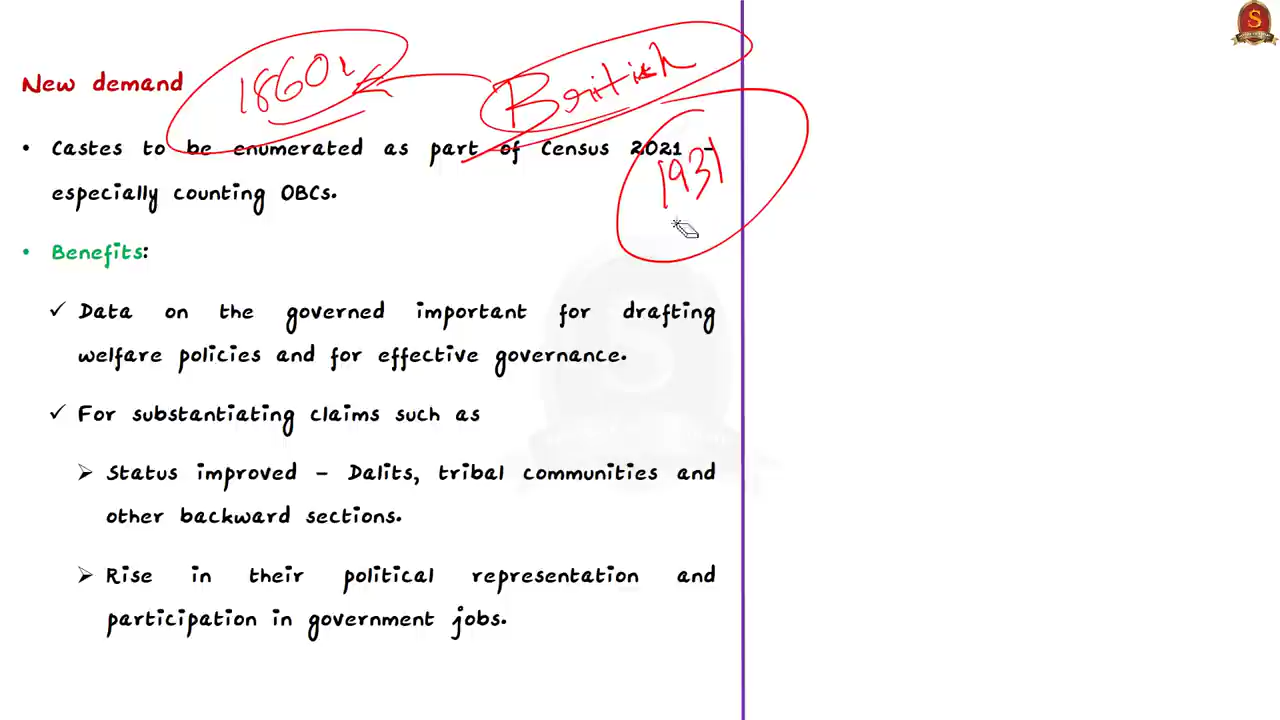 New demand
1860s
British
• Castes to be enumerated as part of Census 2021 –
1931
especially counting OBCs.
• Benefits:
✓ Data on the governed important for drafting
welfare policies and for effective governance.
✓ For substantiating claims such as
➢ Status improved – Dalits, tribal communities and
other backward sections.
➢ Rise in their political representation and
participation in government jobs.
S
S